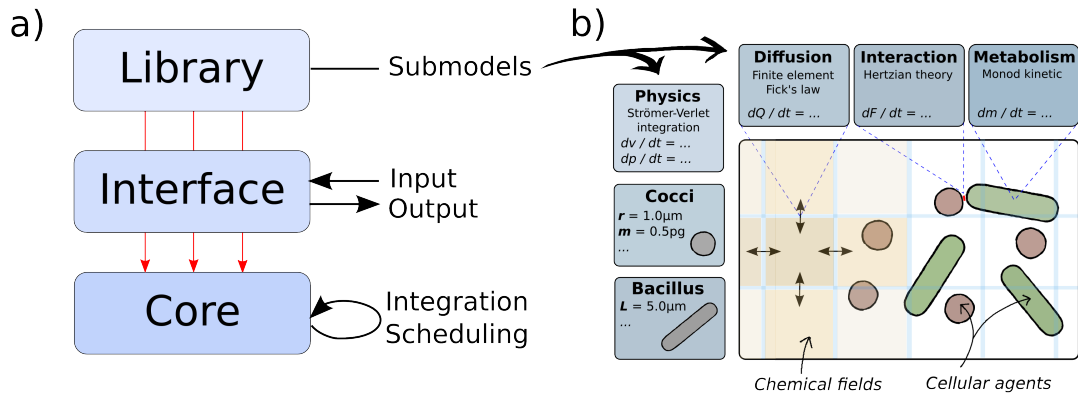 a)
Library
Submodels
Interface
Input
Output
Core
Integration
Scheduling
b)
Physics
Strömer-Verlet
integration
dv / dt = ...
dp / dt = ...
Diffusion
Finite element
Fick's law
dQ / dt = ...
Interaction
Hertzian theory
dF / dt = ...
Metabolism
Monod kinetic
dm / dt = ...
Cocci
r = 1.0µm
m = 0.5pg
...
Bacillus
L = 5.0µm
...
Chemical fields
Cellular agents